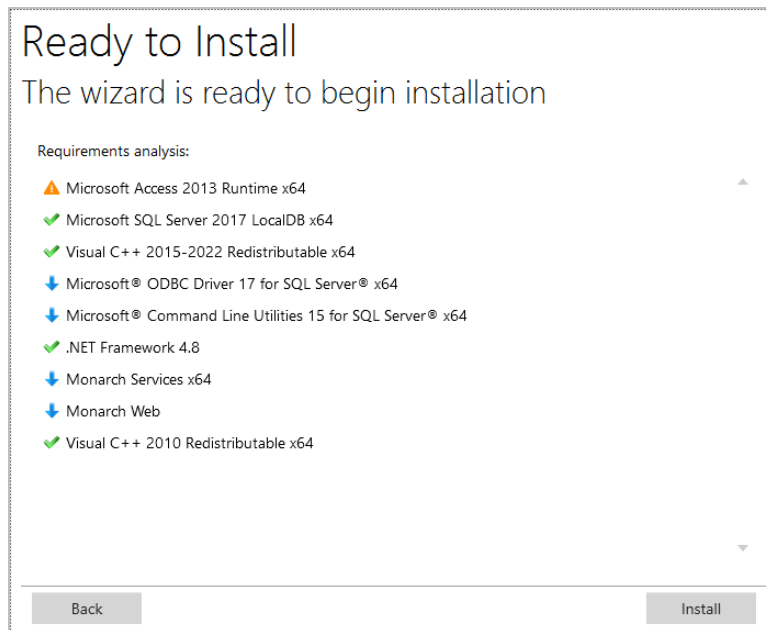 Ready to Install
The wizard is ready to begin installation
Requirements analysis:
Microsoft Access 2013 Runtime x64
Microsoft SQL Server 2017 LocalDB x64
Visual C++ 2015-2022 Redistributable x64
Microsoft® ODBC Driver 17 for SQL Server® x64
Microsoft® Command Line Utilities 15 for SQL Server® x64
.NET Framework 4.8
Monarch Services x64
Monarch Web
Visual C++ 2010 Redistributable x64
Back
Install